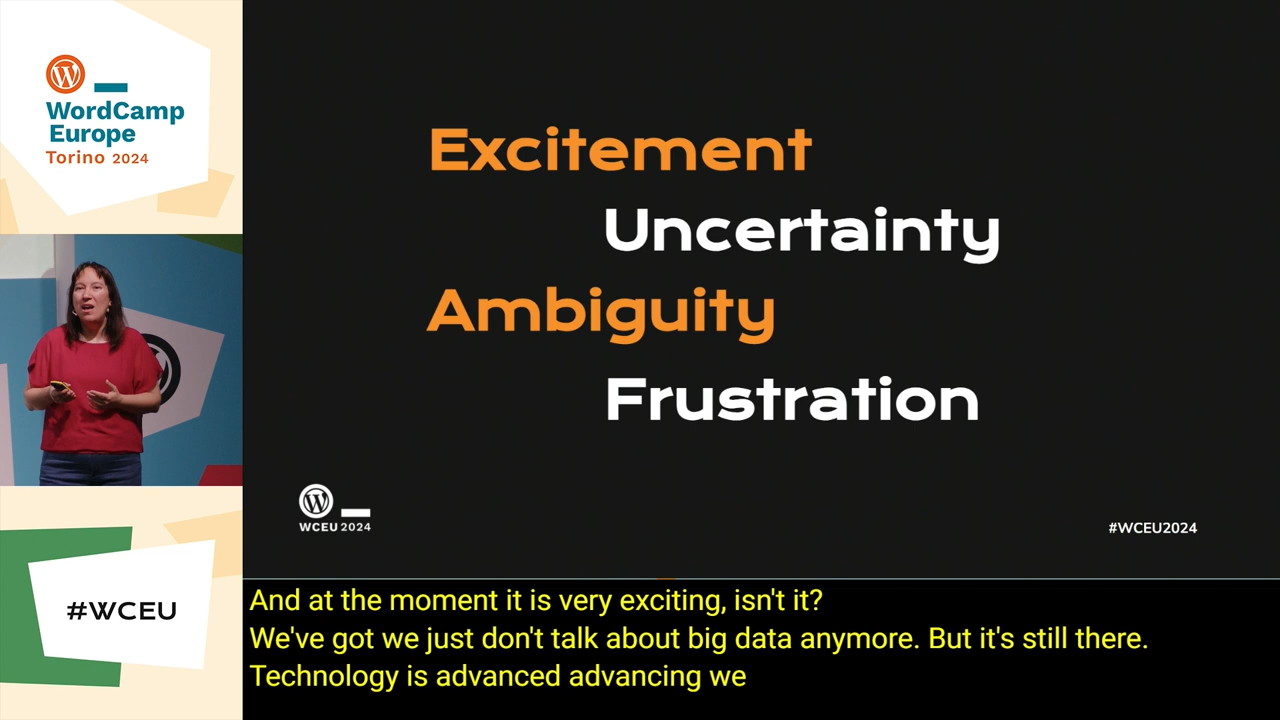 WordCamp
Europe
Torino 2024
Excitement
Uncertainty
Ambiguity
Frustration
WCEU 2024
#WCEU2024
#WCEU
And at the moment it is very exciting, isn't it?
We've got we just don't talk about big data anymore. But it's still there.
Technology is advanced advancing we